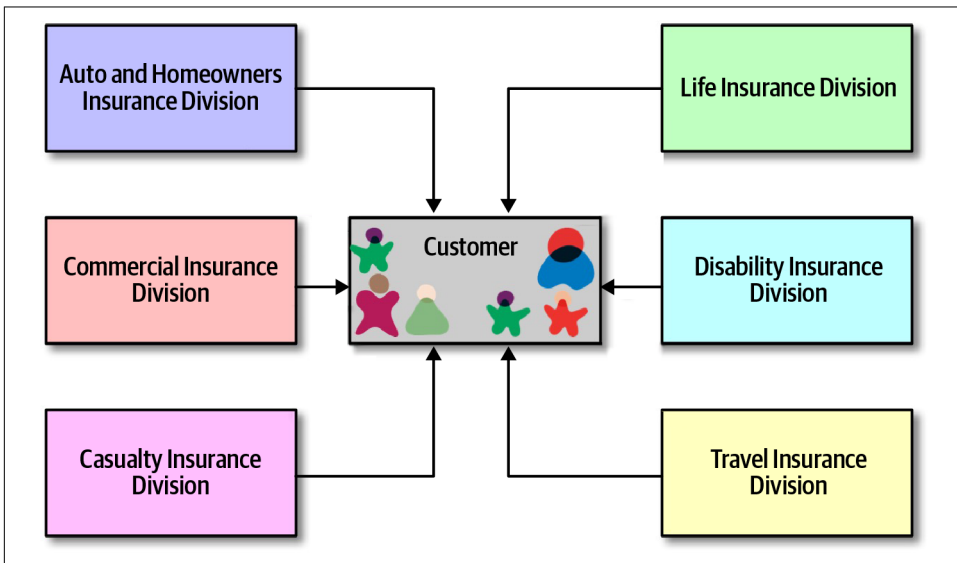 Auto and Homeowners
Insurance Division
Life Insurance Division
Commercial Insurance
Division
Customer
Disability Insurance
Division
Casualty Insurance
Division
Travel Insurance
Division